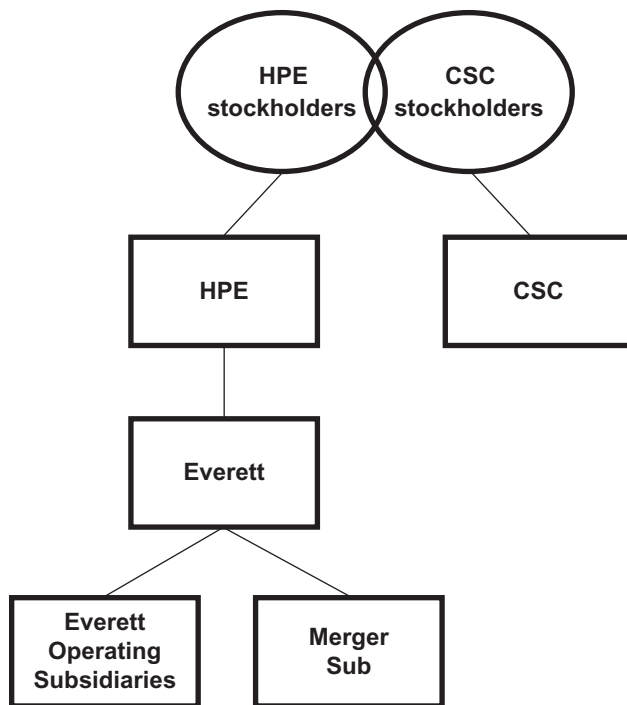 HPE
stockholders
CSC
stockholders
HPE
CSC
Everett
Everett
Operating
Subsidiaries
Merger
Sub